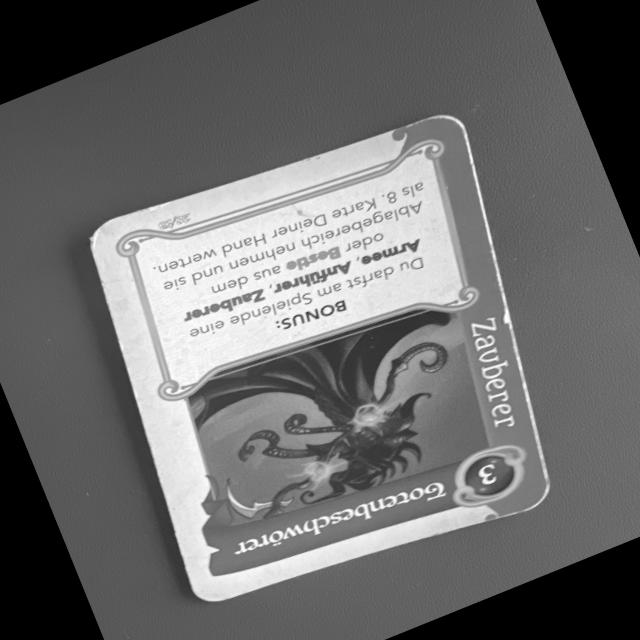 3
Totenbeschwörer
Zauberer
BONUS:
Du darfst am Spielende eine
Armee, Anführer, Zauberer
oder Bestie aus dem
Ablagebereich nehmen und sie
als 8. Karte Deiner Hand werten.